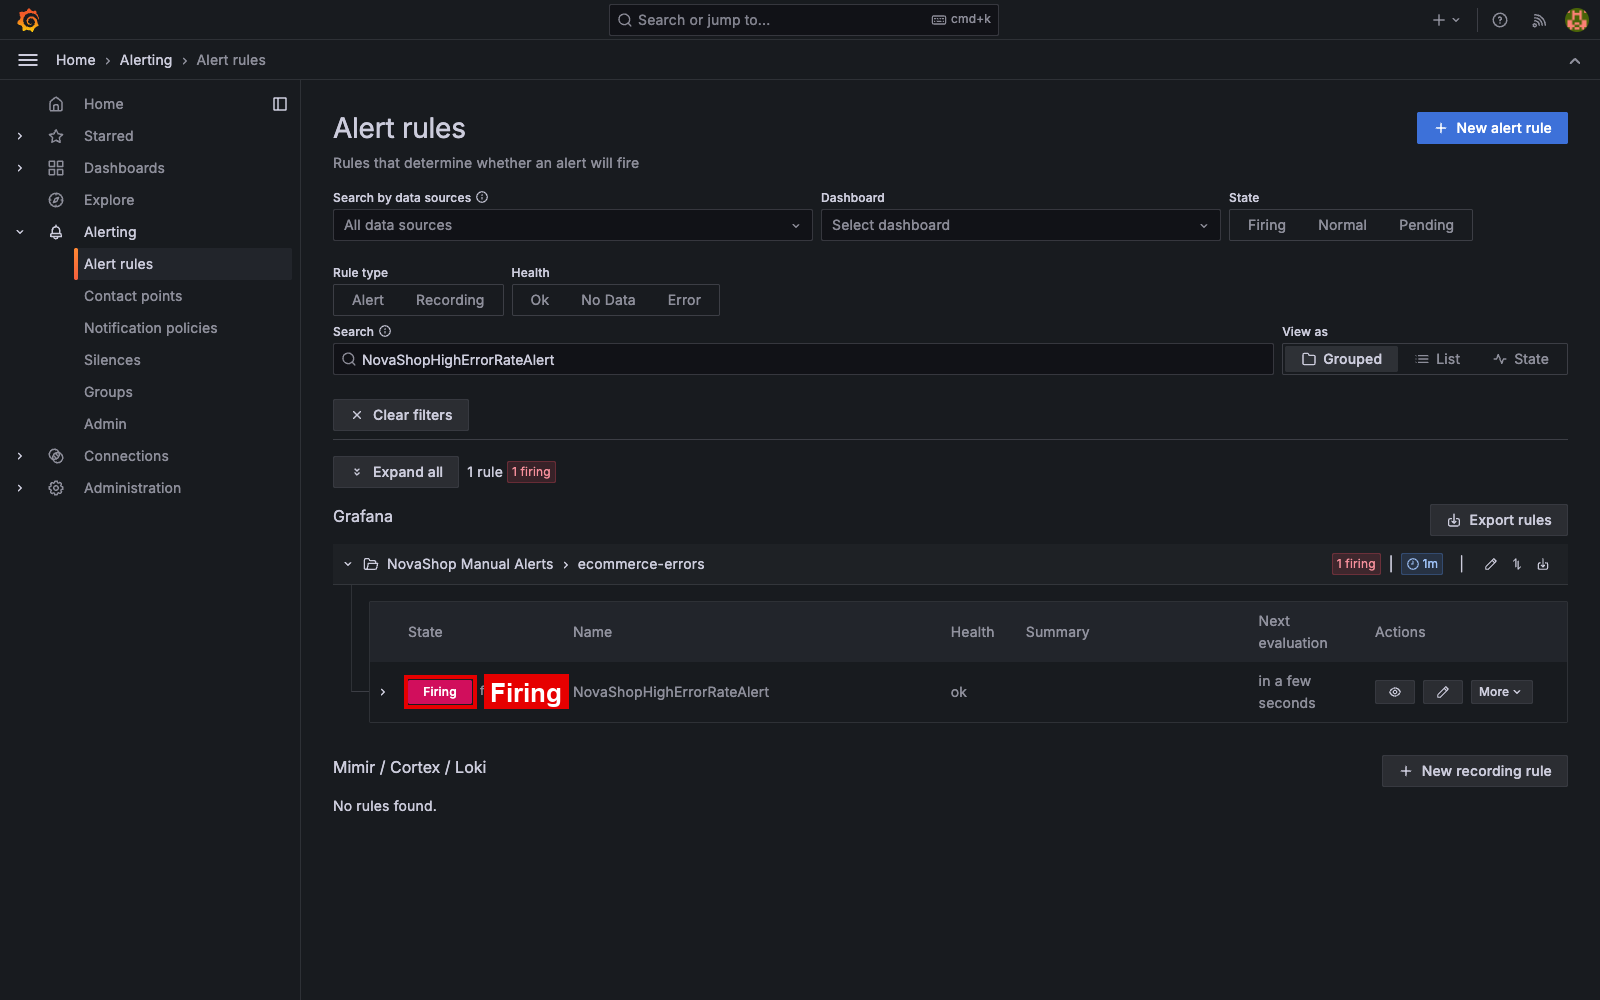 Search or jump to...
cmd+k
Home › Alerting › Alert rules
Home
Starred
Dashboards
Explore
Alerting
Alert rules
Contact points
Notification policies
Silences
Groups
Admin
Connections
Administration
Alert rules
New alert rule
Rules that determine whether an alert will fire
Search by data sources
Dashboard
State
All data sources
Select dashboard
Firing
Normal
Pending
Rule type
Health
Alert
Recording
Ok
No Data
Error
Search
View as
NovaShopHighErrorRateAlert
Grouped
List
State
Clear filters
Expand all
1 rule
1 firing
Grafana
Export rules
NovaShop Manual Alerts › ecommerce-errors
1 firing
1m
State
Name
Health
Summary
Next
evaluation
Actions
Firing
Firing
NovaShopHighErrorRateAlert
ok
in a few
seconds
More
Mimir / Cortex / Loki
New recording rule
No rules found.